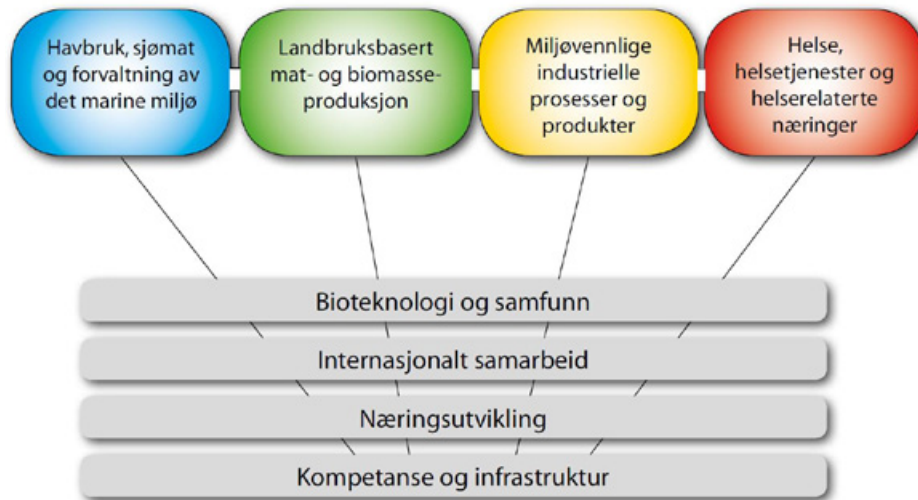 Havbruk, sjømat
og forvaltning av
det marine miljø
Landbruksbasert
mat- og biomasse-
produksjon
Miljøvennlige
industrielle
prosesser og
produkter
Helse,
helsetjenester og
helserelaterte
næringer
Bioteknologi og samfunn
Internasjonalt samarbeid
Næringsutvikling
Kompetanse og infrastruktur